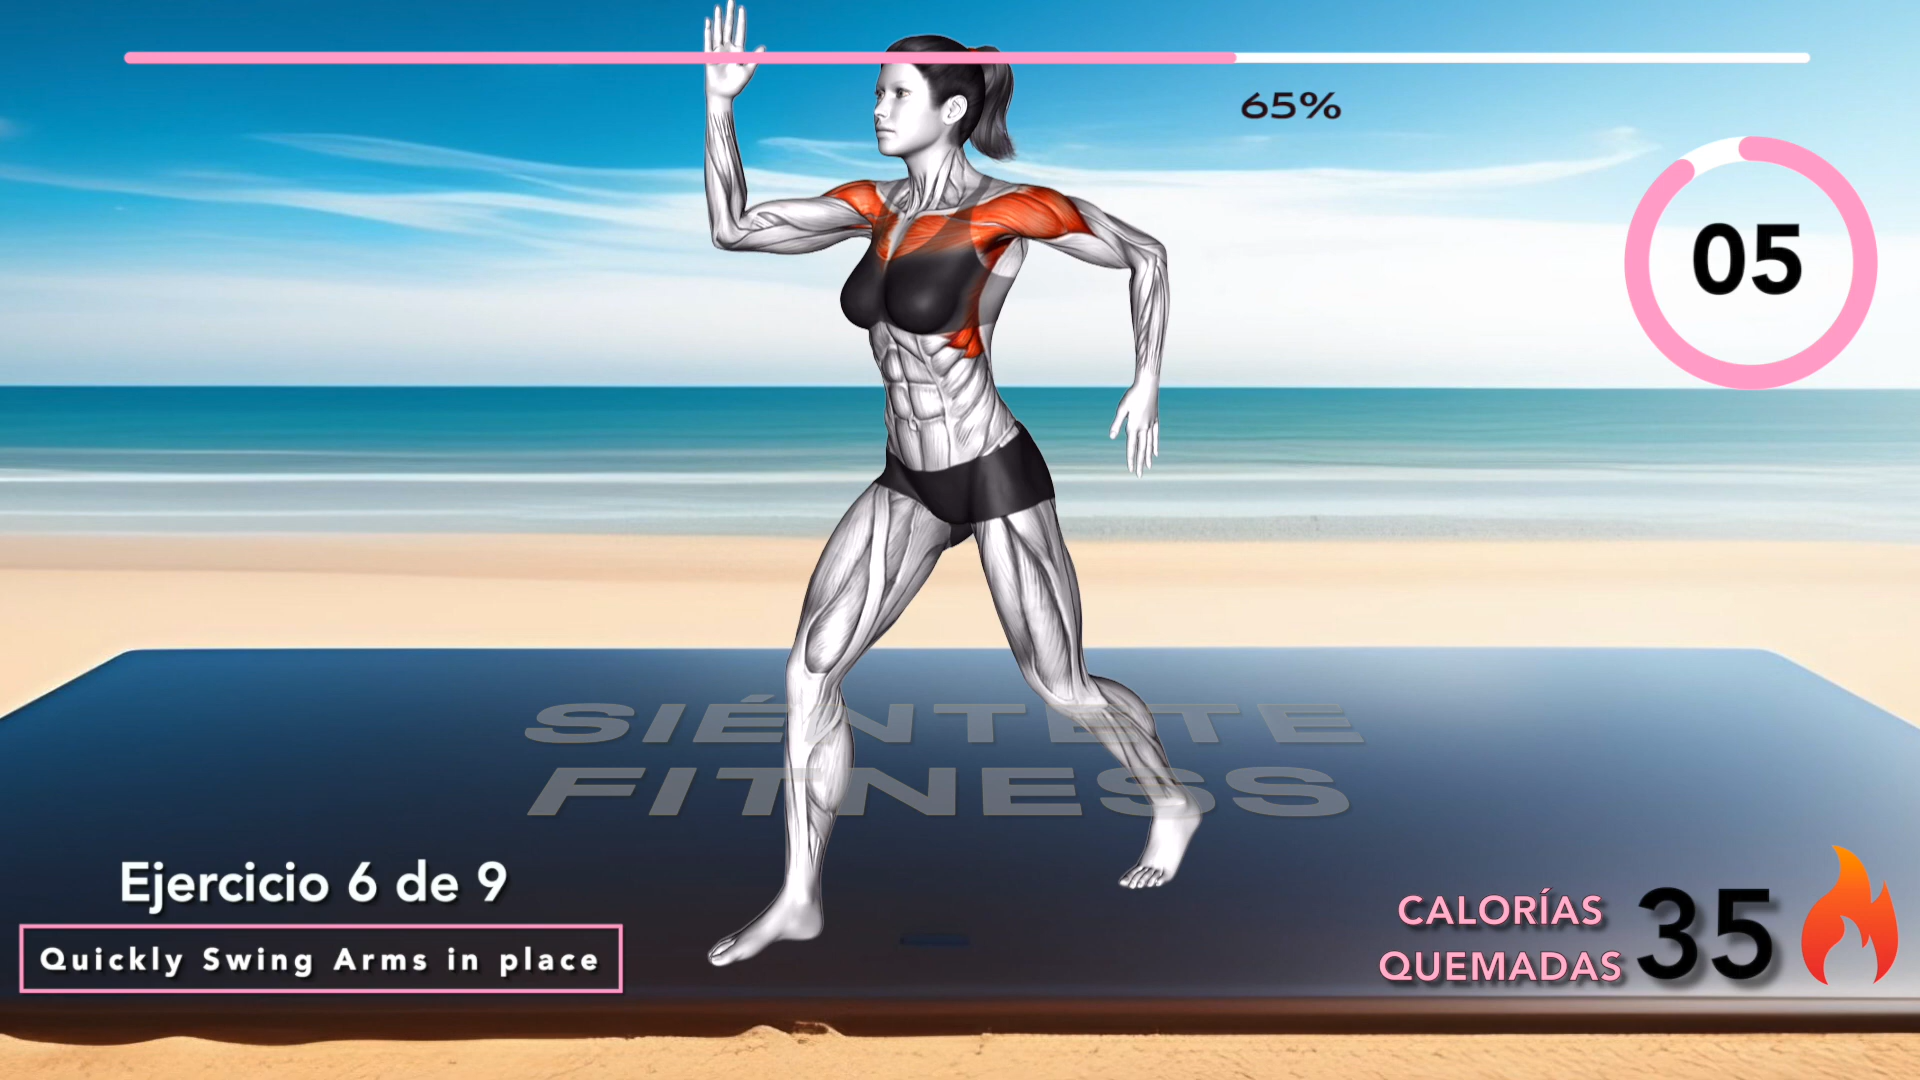 65%
05
SIÉNTETE
FITNESS
Ejercicio 6 de 9
Quickly Swing Arms in place
CALORÍAS
QUEMADAS
35